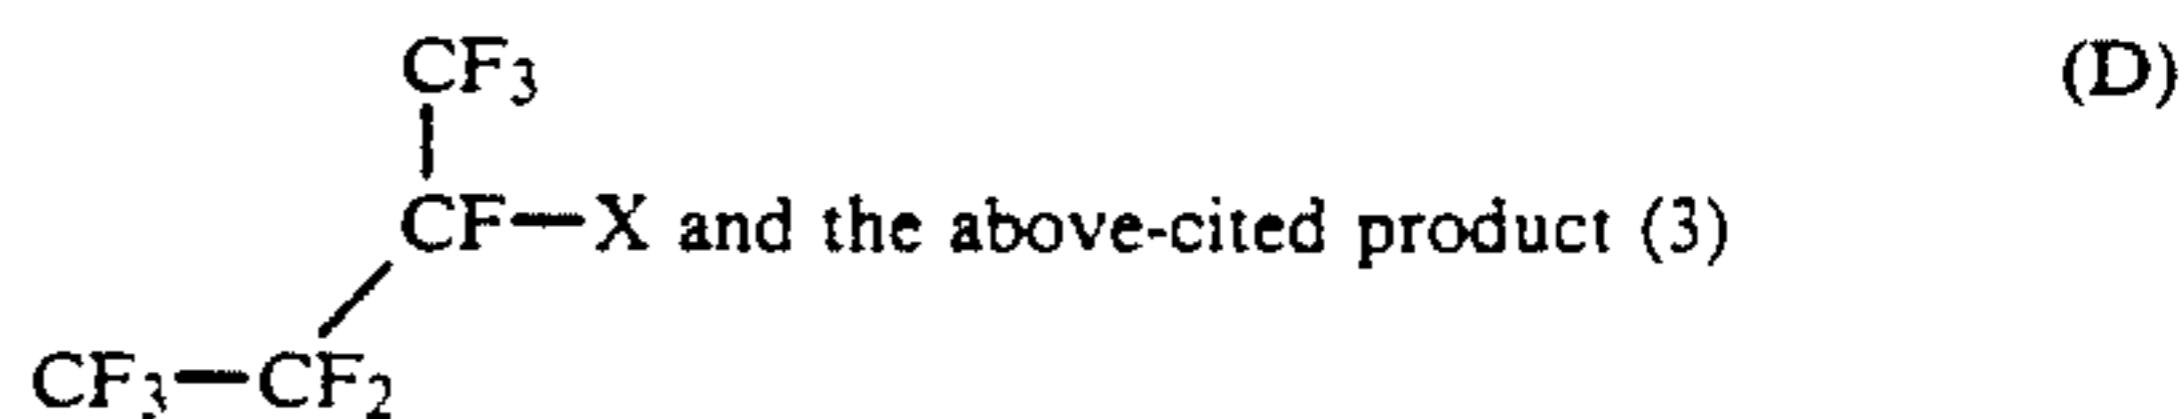 CF3 (D)
CF—X and the above-cited product (3)
CF3—CF2